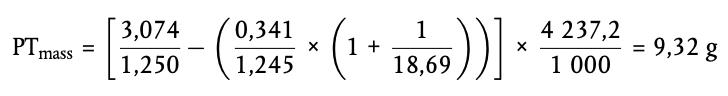 PTmass = [3,074/1,250 − (0,341/1,245 × (1 + 1/18,69))] × 4 237,2/1 000 = 9,32 g